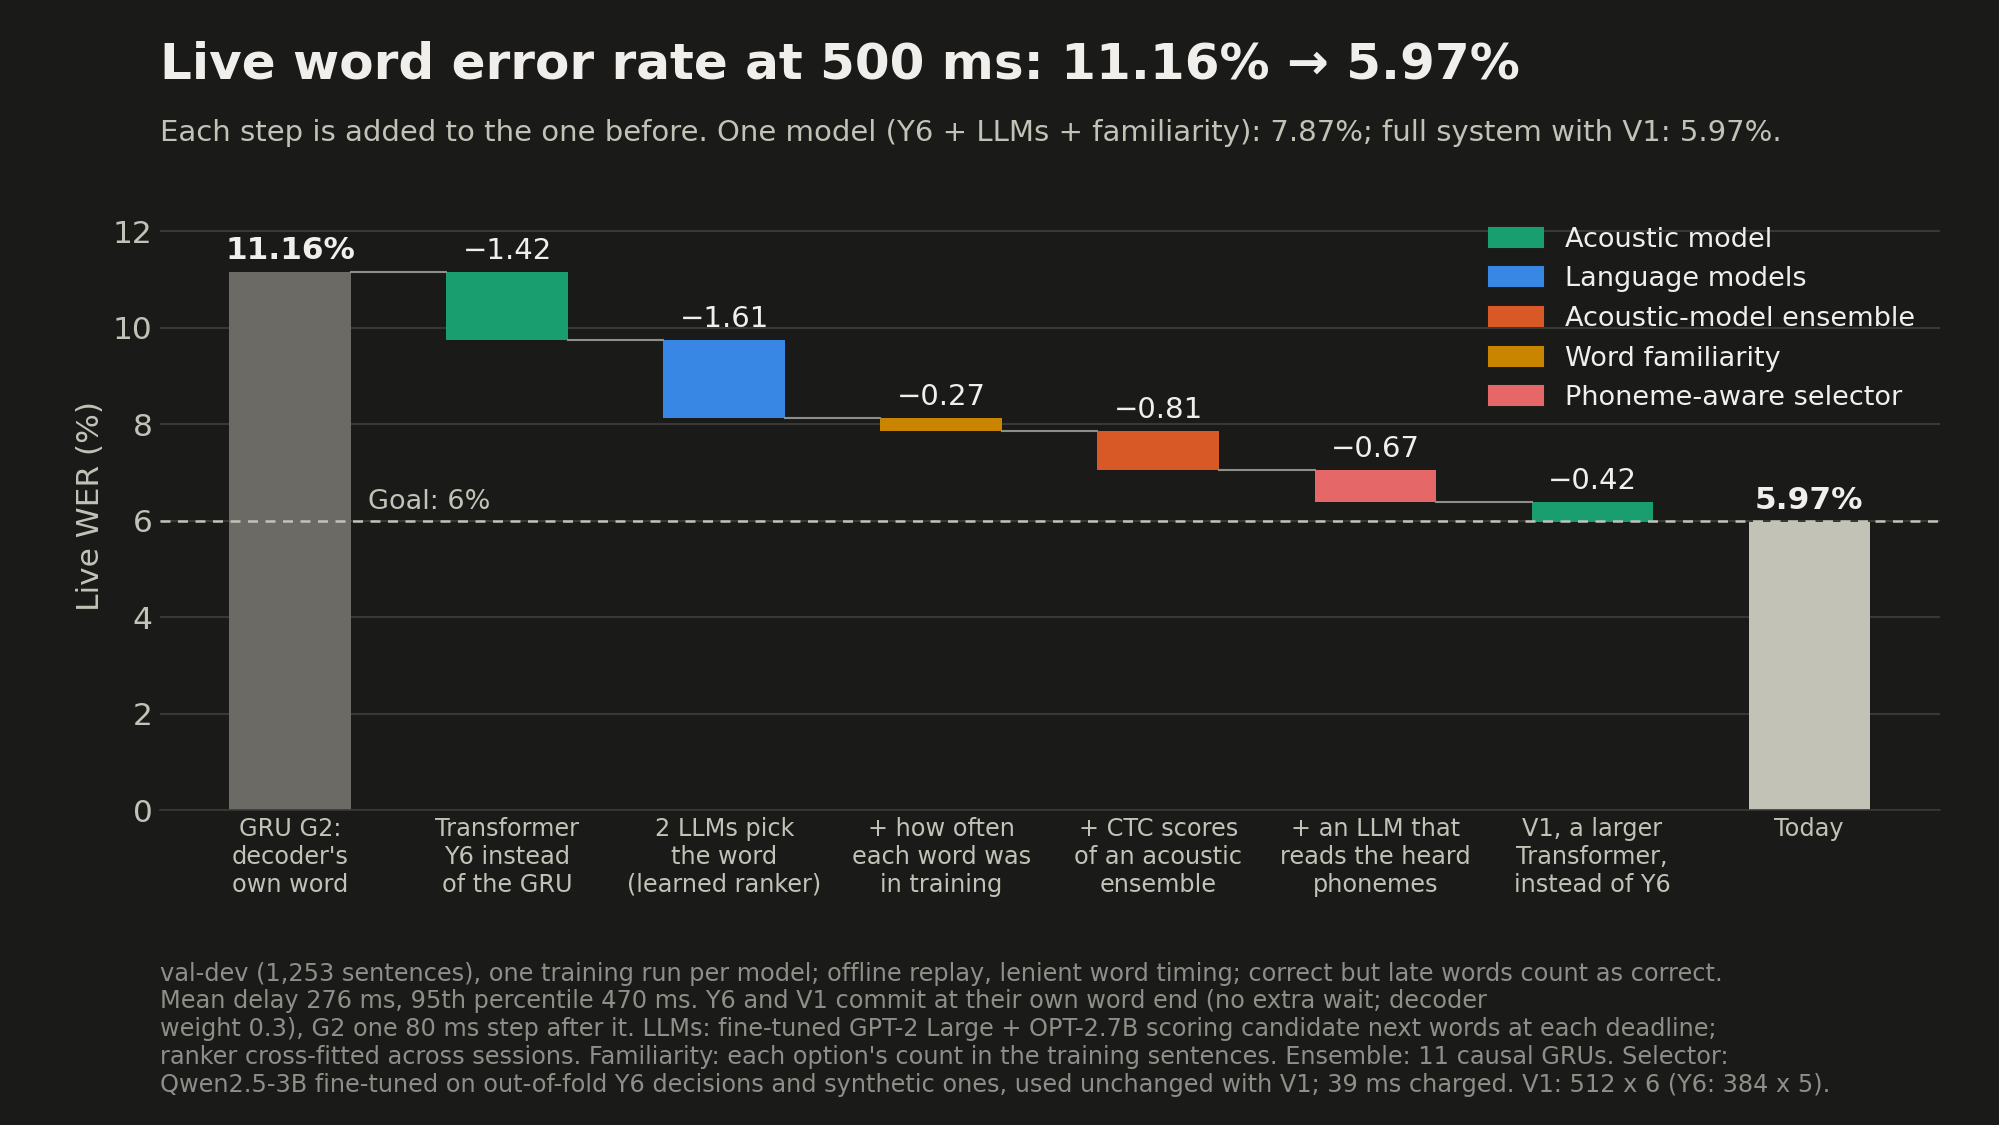 Live word error rate at 500 ms: 11.16% → 5.97%
Each step is added to the one before. One model (Y6 + LLMs + familiarity): 7.87%; full system with V1: 5.97%.
Live WER (%)
12
10
8
6
4
2
0
11.16%
−1.42
−1.61
−0.27
−0.81
−0.67
−0.42
5.97%
Goal: 6%
Acoustic model
Language models
Acoustic-model ensemble
Word familiarity
Phoneme-aware selector
GRU G2:
decoder's
own word
Transformer
Y6 instead
of the GRU
2 LLMs pick
the word
(learned ranker)
+ how often
each word was
in training
+ CTC scores
of an acoustic
ensemble
+ an LLM that
reads the heard
phonemes
V1, a larger
Transformer,
instead of Y6
Today
val-dev (1,253 sentences), one training run per model; offline replay, lenient word timing; correct but late words count as correct.
Mean delay 276 ms, 95th percentile 470 ms. Y6 and V1 commit at their own word end (no extra wait; decoder
weight 0.3), G2 one 80 ms step after it. LLMs: fine-tuned GPT-2 Large + OPT-2.7B scoring candidate next words at each deadline;
ranker cross-fitted across sessions. Familiarity: each option's count in the training sentences. Ensemble: 11 causal GRUs. Selector:
Qwen2.5-3B fine-tuned on out-of-fold Y6 decisions and synthetic ones, used unchanged with V1; 39 ms charged. V1: 512 x 6 (Y6: 384 x 5).